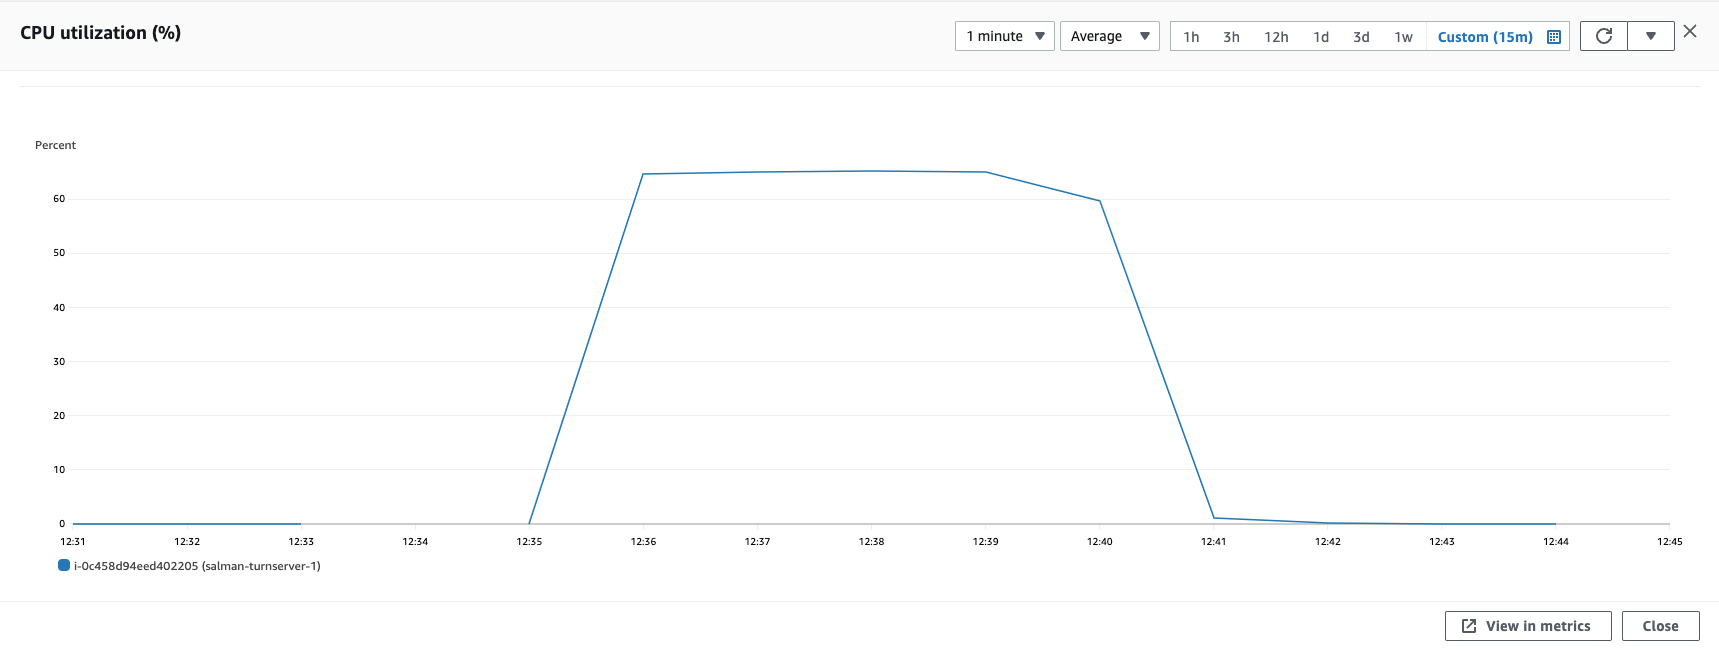 CPU utilization (%)
1 minute
Average
1h 3h 12h 1d 3d 1w Custom (15m)
Percent
60
50
40
30
20
10
0
12:31 12:32 12:33 12:34 12:35 12:36 12:37 12:38 12:39 12:40 12:41 12:42 12:43 12:44 12:45
i-0c458d94eed402205 (salman-turnserver-1)
View in metrics
Close